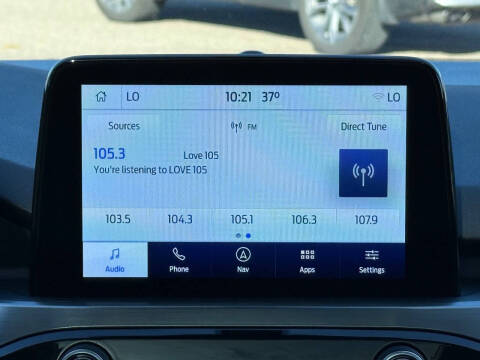 LO 10:21 37º LO
Sources FM Direct Tune
105.3 Love 105
You're listening to LOVE 105
103.5 104.3 105.1 106.3 107.9
Audio Phone Nav Apps Settings